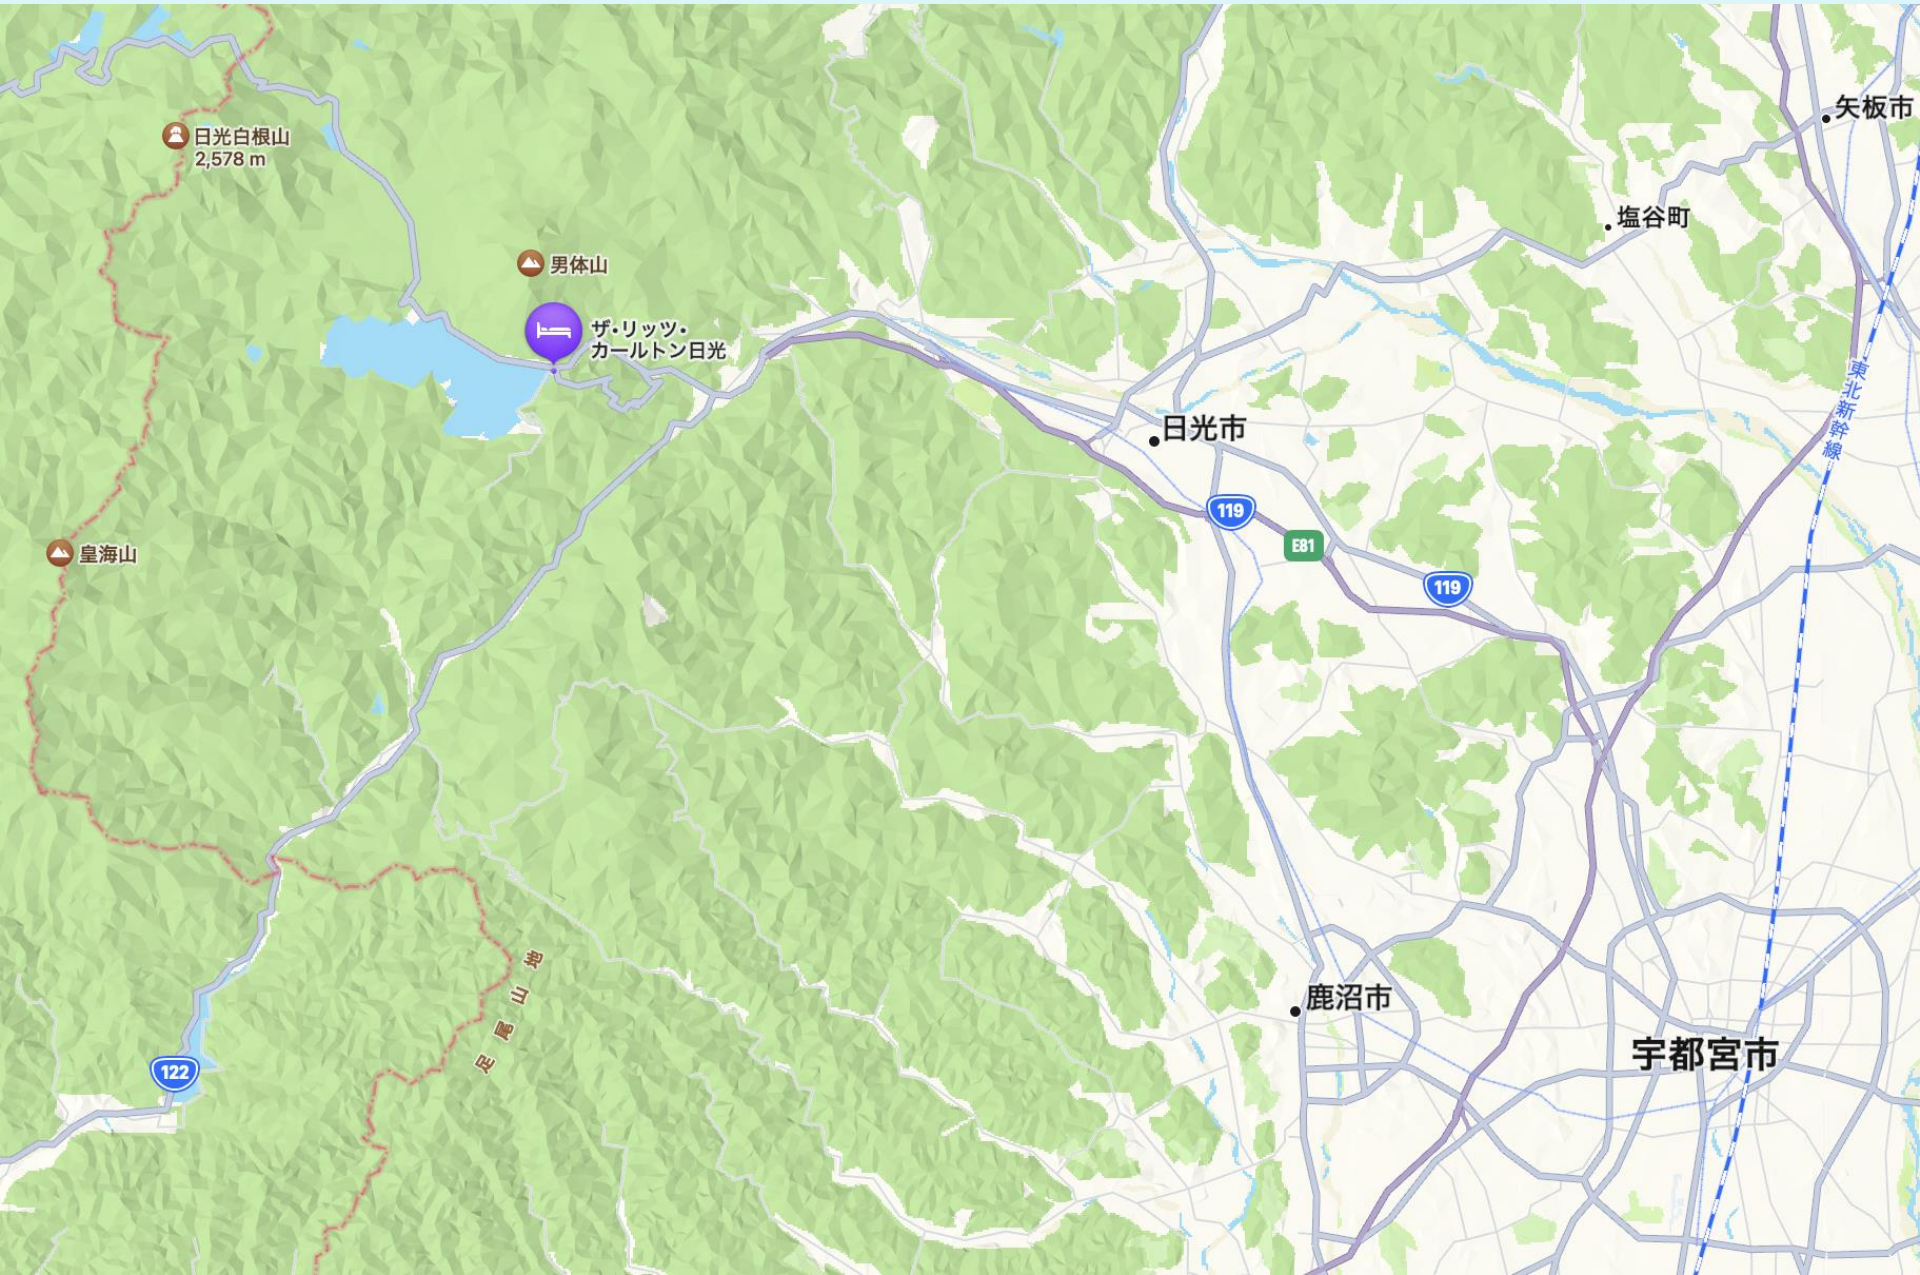 矢板市
日光白根山
2,578 m
塩谷町
男体山
ザ・リッツ・
カールトン日光
東北新幹線
日光市
119
E81
皇海山
119
足尾山地
鹿沼市
宇都宮市
122